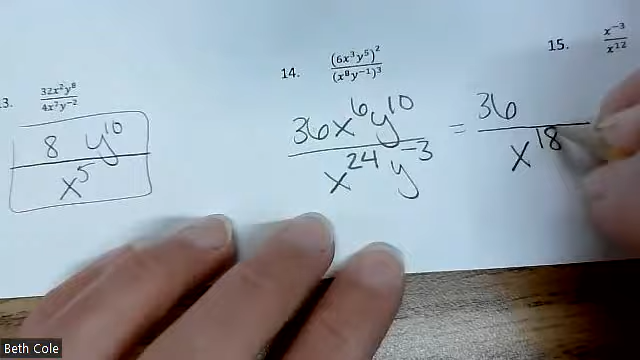 3. 32x²y⁸/4x⁷y⁻²
8 y¹⁰/x⁵
14. (6x³y⁵)²/(x⁸y⁻¹)³
36x⁶y¹⁰/x²⁴y⁻³ = 36/x¹⁸
15. x⁻³/x¹²
Beth Cole